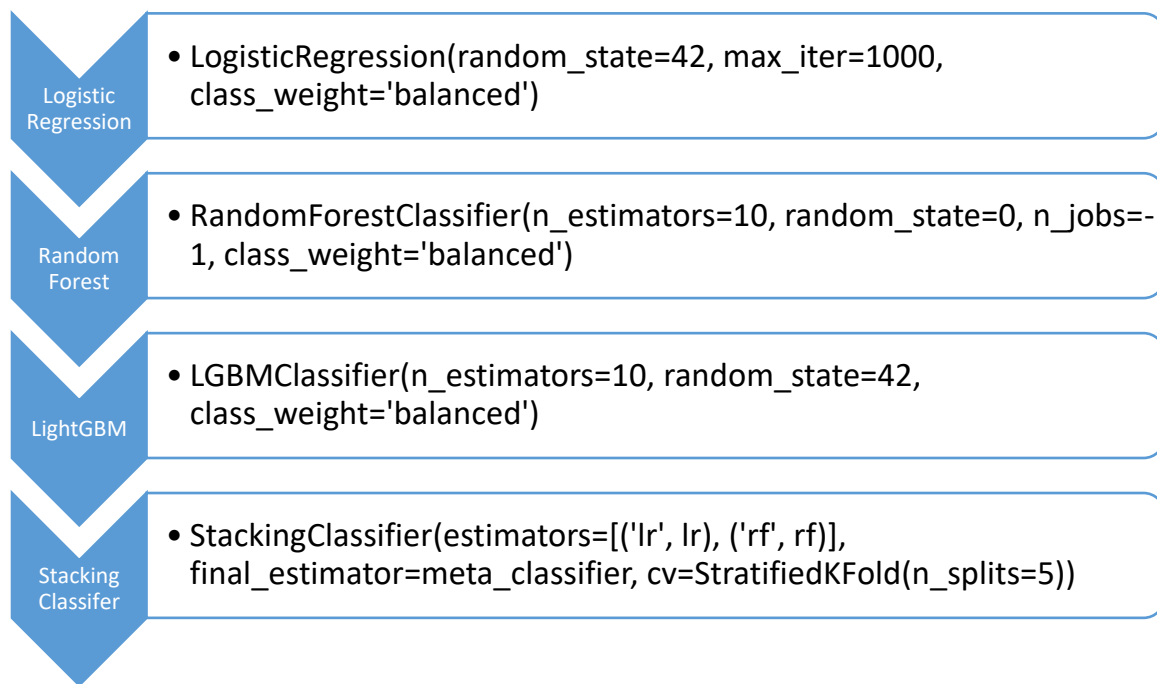 Logistic
Regression
• LogisticRegression(random_state=42, max_iter=1000,
class_weight='balanced')
Random
Forest
• RandomForestClassifier(n_estimators=10, random_state=0, n_jobs=-
1, class_weight='balanced')
LightGBM
• LGBMClassifier(n_estimators=10, random_state=42,
class_weight='balanced')
Stacking
Classifer
• StackingClassifier(estimators=[('lr', lr), ('rf', rf)],
final_estimator=meta_classifier, cv=StratifiedKFold(n_splits=5))